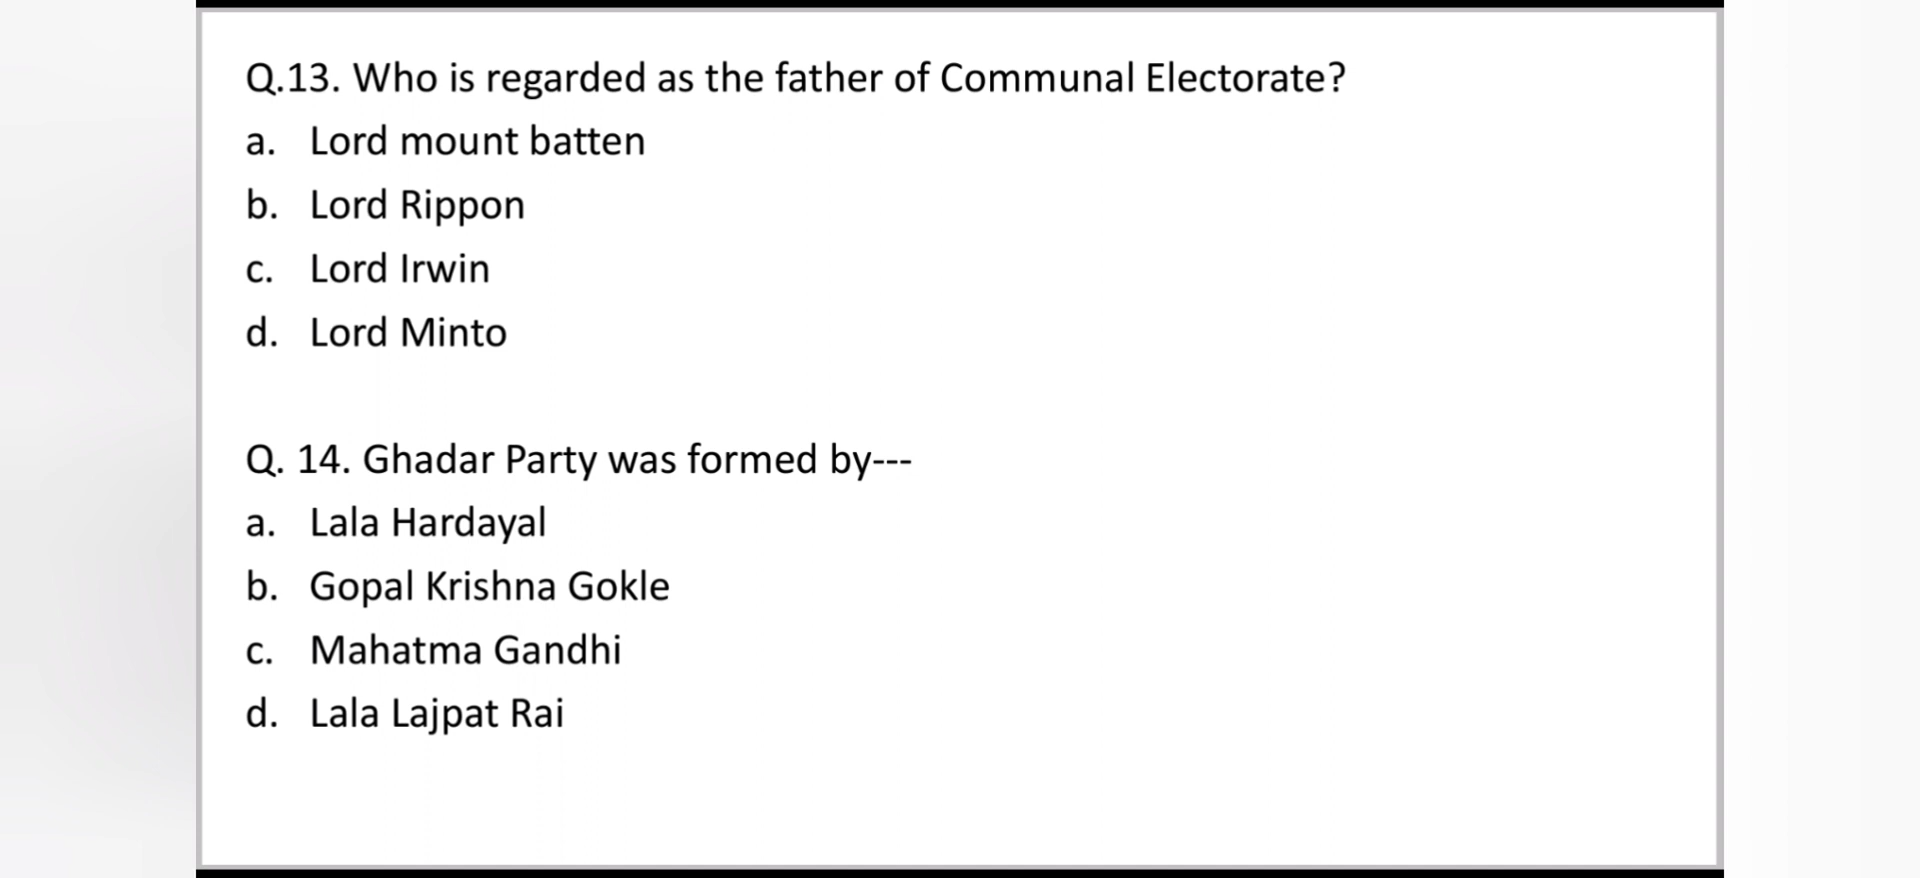 Q.13. Who is regarded as the father of Communal Electorate?
a. Lord mount batten
b. Lord Rippon
c. Lord Irwin
d. Lord Minto
Q. 14. Ghadar Party was formed by---
a. Lala Hardayal
b. Gopal Krishna Gokle
c. Mahatma Gandhi
d. Lala Lajpat Rai